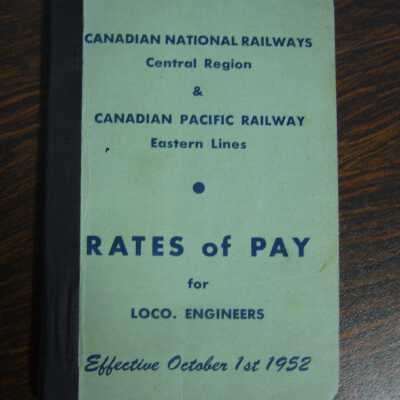 CANADIAN NATIONAL RAILWAYS
Central Region
&
CANADIAN PACIFIC RAILWAY
Eastern Lines
RATES of PAY
for
LOCO. ENGINEERS
Effective October 1st 1952